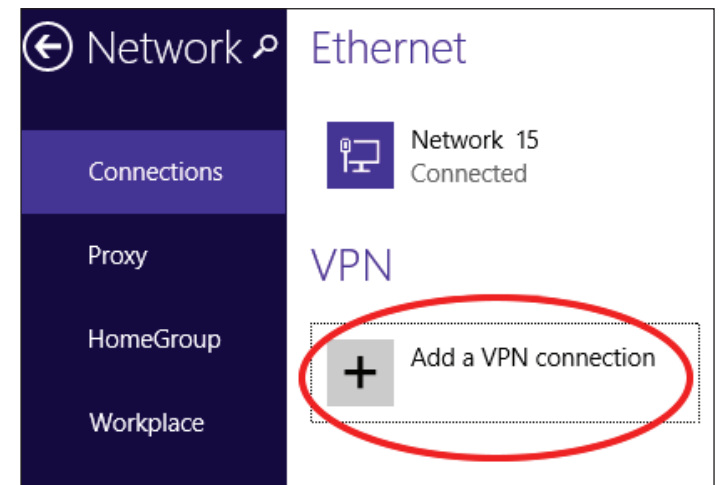 Network
Connections
Proxy
HomeGroup
Workplace
Ethernet
Network 15
Connected
VPN
Add a VPN connection